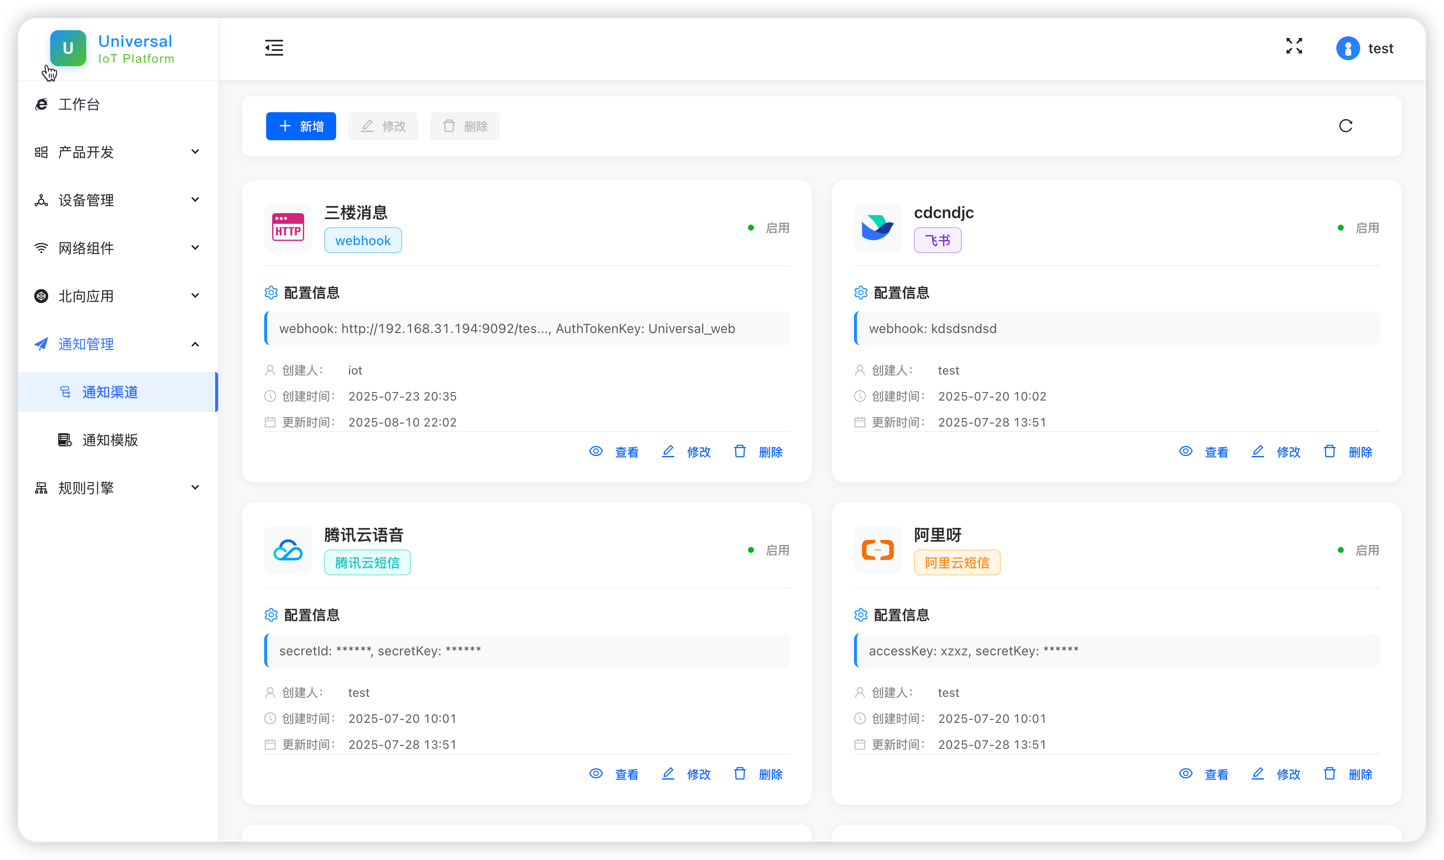 U
Universal
IoT Platform
test
工作台
产品开发
设备管理
网络组件
北向应用
通知管理
通知渠道
通知模版
规则引擎
新增
修改
删除
HTTP
三楼消息
webhook
启用
配置信息
webhook: http://192.168.31.194:9092/tes..., AuthTokenKey: Universal_web
创建人： iot
创建时间： 2025-07-23 20:35
更新时间： 2025-08-10 22:02
查看 修改 删除
cdcndjc
飞书
启用
配置信息
webhook: kdsdsndsd
创建人： test
创建时间： 2025-07-20 10:02
更新时间： 2025-07-28 13:51
查看 修改 删除
腾讯云语音
腾讯云短信
启用
配置信息
secretId: ******, secretKey: ******
创建人： test
创建时间： 2025-07-20 10:01
更新时间： 2025-07-28 13:51
查看 修改 删除
阿里呀
阿里云短信
启用
配置信息
accessKey: xzxz, secretKey: ******
创建人： test
创建时间： 2025-07-20 10:01
更新时间： 2025-07-28 13:51
查看 修改 删除